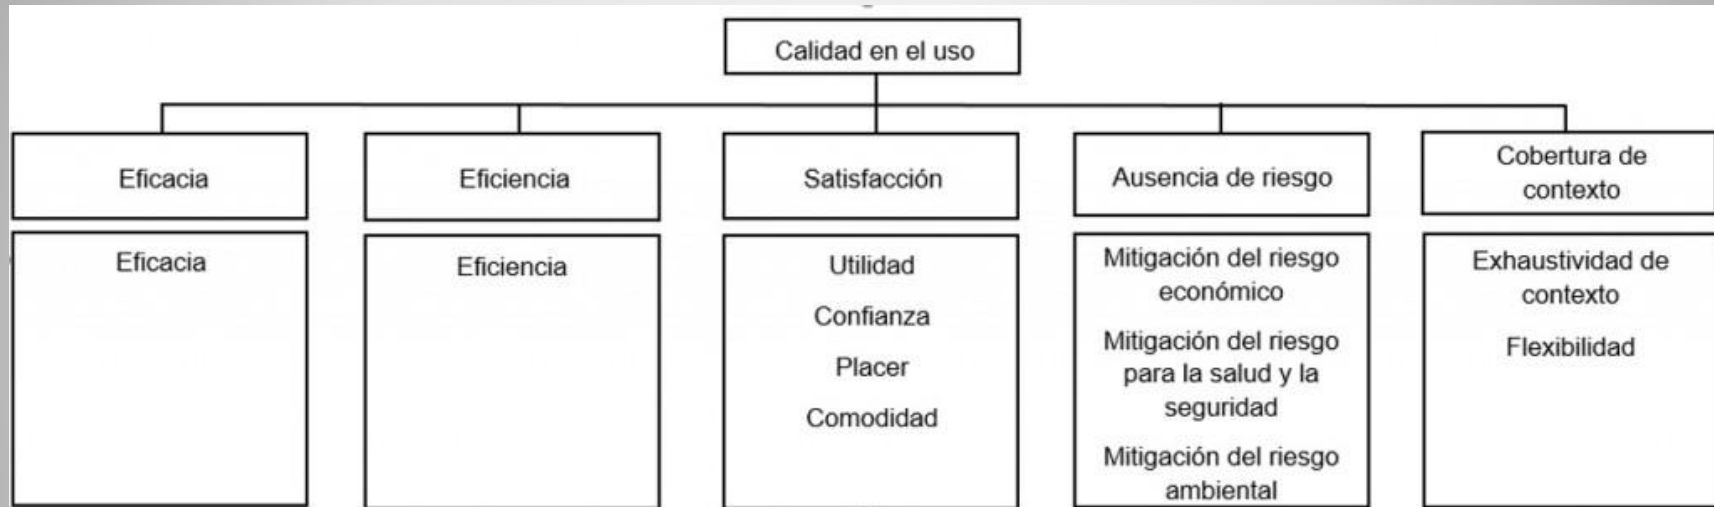 Calidad en el uso
Eficacia
Eficiencia
Satisfacción
Ausencia de riesgo
Cobertura de
contexto
Eficacia
Eficiencia
Utilidad
Confianza
Placer
Comodidad
Mitigación del riesgo
económico
Mitigación del riesgo
para la salud y la
seguridad
Mitigación del riesgo
ambiental
Exhaustividad de
contexto
Flexibilidad